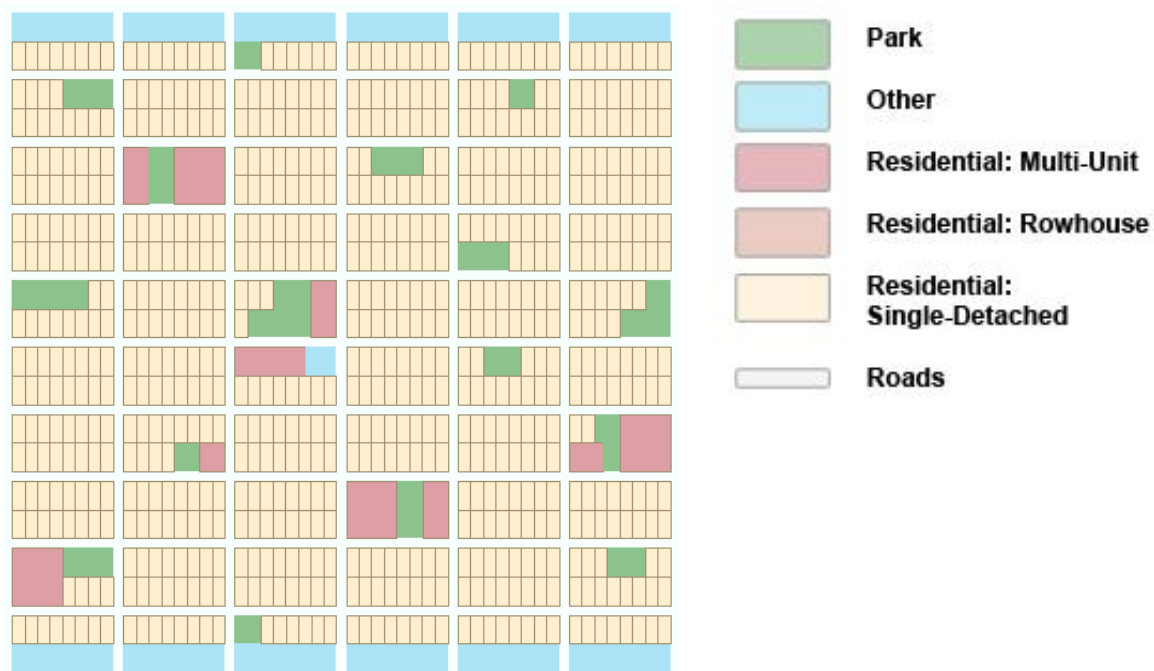 Park
Other
Residential: Multi-Unit
Residential: Rowhouse
Residential:
Single-Detached
Roads